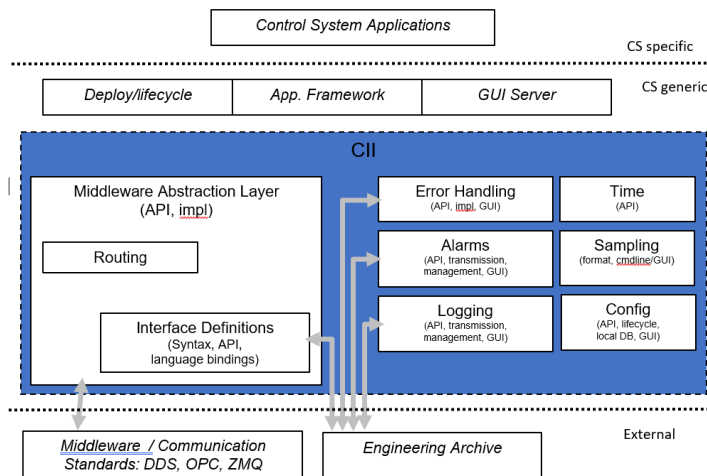 Control System Applications
CS specific
CS generic
Deploy/lifecycle
App. Framework
GUI Server
CII
Middleware Abstraction Layer
(API, impl)
Routing
Interface Definitions
(Syntax, API,
language bindings)
Error Handling
(API, impl, GUI)
Time
(API)
Alarms
(API, transmission,
management, GUI)
Sampling
(format, cmdline/GUI)
Logging
(API, transmission,
management, GUI)
Config
(API, lifecycle,
local DB, GUI)
External
Middleware / Communication
Standards: DDS, OPC, ZMQ
Engineering Archive